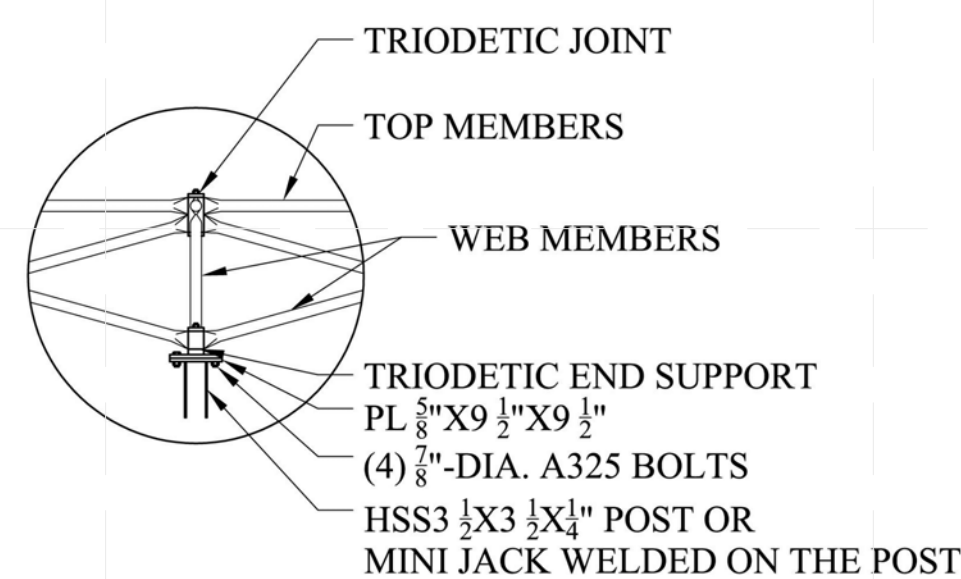 TRIODETIC JOINT
TOP MEMBERS
WEB MEMBERS
TRIODETIC END SUPPORT
PL 5/8"X9 1/2"X9 1/2"
(4) 7/8"-DIA. A325 BOLTS
HSS3 1/2X3 1/2X1/4" POST OR
MINI JACK WELDED ON THE POST